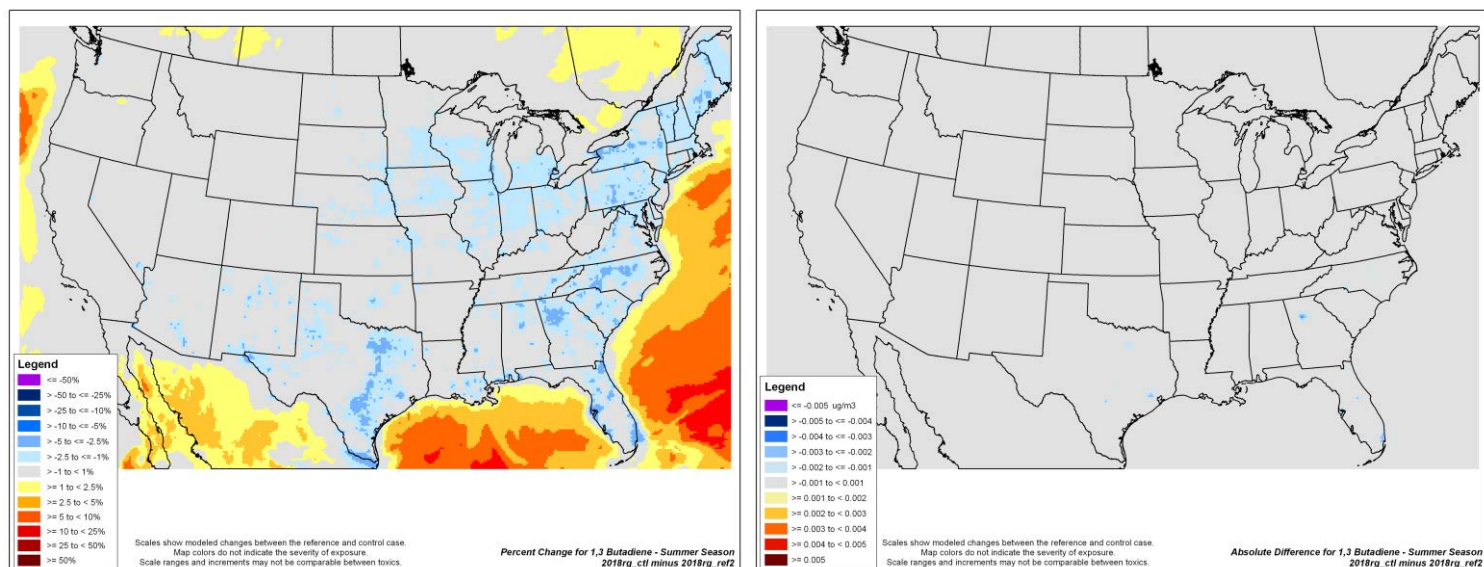 Legend
<= -50%
> -50 to <= -25%
> -25 to <= -10%
> -10 to <= -5%
> -5 to <= -2.5%
> -2.5 to <= -1%
> -1 to < 1%
>= 1 to < 2.5%
>= 2.5 to < 5%
>= 5 to < 10%
>= 10 to < 25%
>= 25 to < 50%
>= 50%
Scales show modeled changes between the reference and control case.
Map colors do not indicate the severity of exposure.
Scale ranges and increments may not be comparable between toxics.
Percent Change for 1,3 Butadiene - Summer Season
2018rg_ctl minus 2018rg_ref2
Legend
<= -0.005 ug/m3
> -0.005 to <= -0.004
> -0.004 to <= -0.003
> -0.003 to <= -0.002
> -0.002 to <= -0.001
> -0.001 to < 0.001
>= 0.001 to < 0.002
>= 0.002 to < 0.003
>= 0.003 to < 0.004
>= 0.004 to < 0.005
>= 0.005
Scales show modeled changes between the reference and control case.
Map colors do not indicate the severity of exposure.
Scale ranges and increments may not be comparable between toxics.
Absolute Difference for 1,3 Butadiene - Summer Season
2018rg_ctl minus 2018rg_ref2